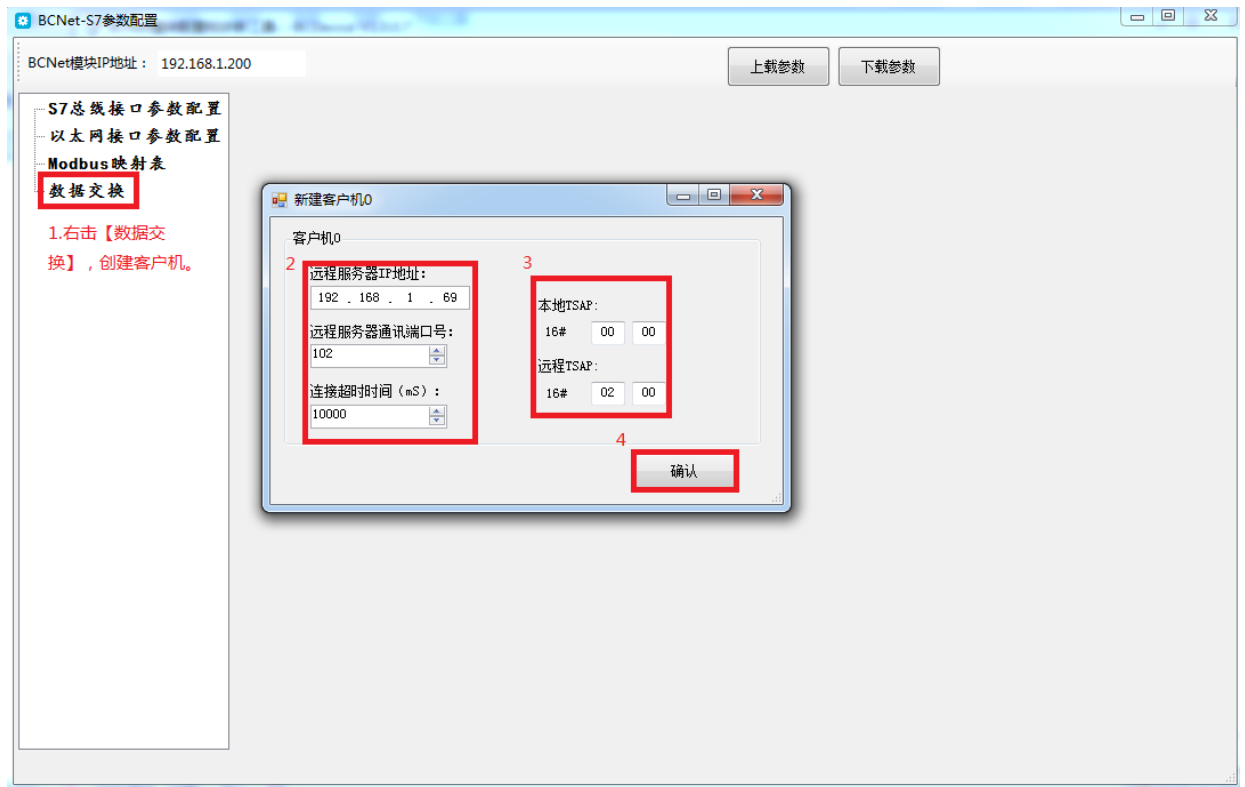 BCNet-S7参数配置
BCNet模块IP地址： 192.168.1.200
上载参数
下载参数
S7总线接口参数配置
以太网接口参数配置
Modbus映射表
数据交换
1.右击【数据交
换】，创建客户机。
新建客户机0
客户机0
2
远程服务器IP地址:
192 . 168 . 1 . 69
远程服务器通讯端口号:
102
连接超时时间（mS）:
10000
3
本地TSAP:
16# 00 00
远程TSAP:
16# 02 00
4
确认